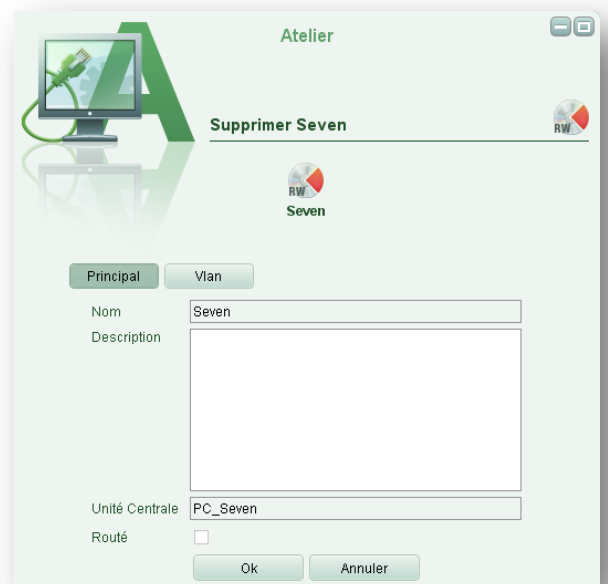 Atelier
A
Supprimer Seven
RW
RW
Seven
Principal Vlan
Nom Seven
Description
Unité Centrale PC_Seven
Routé
Ok Annuler